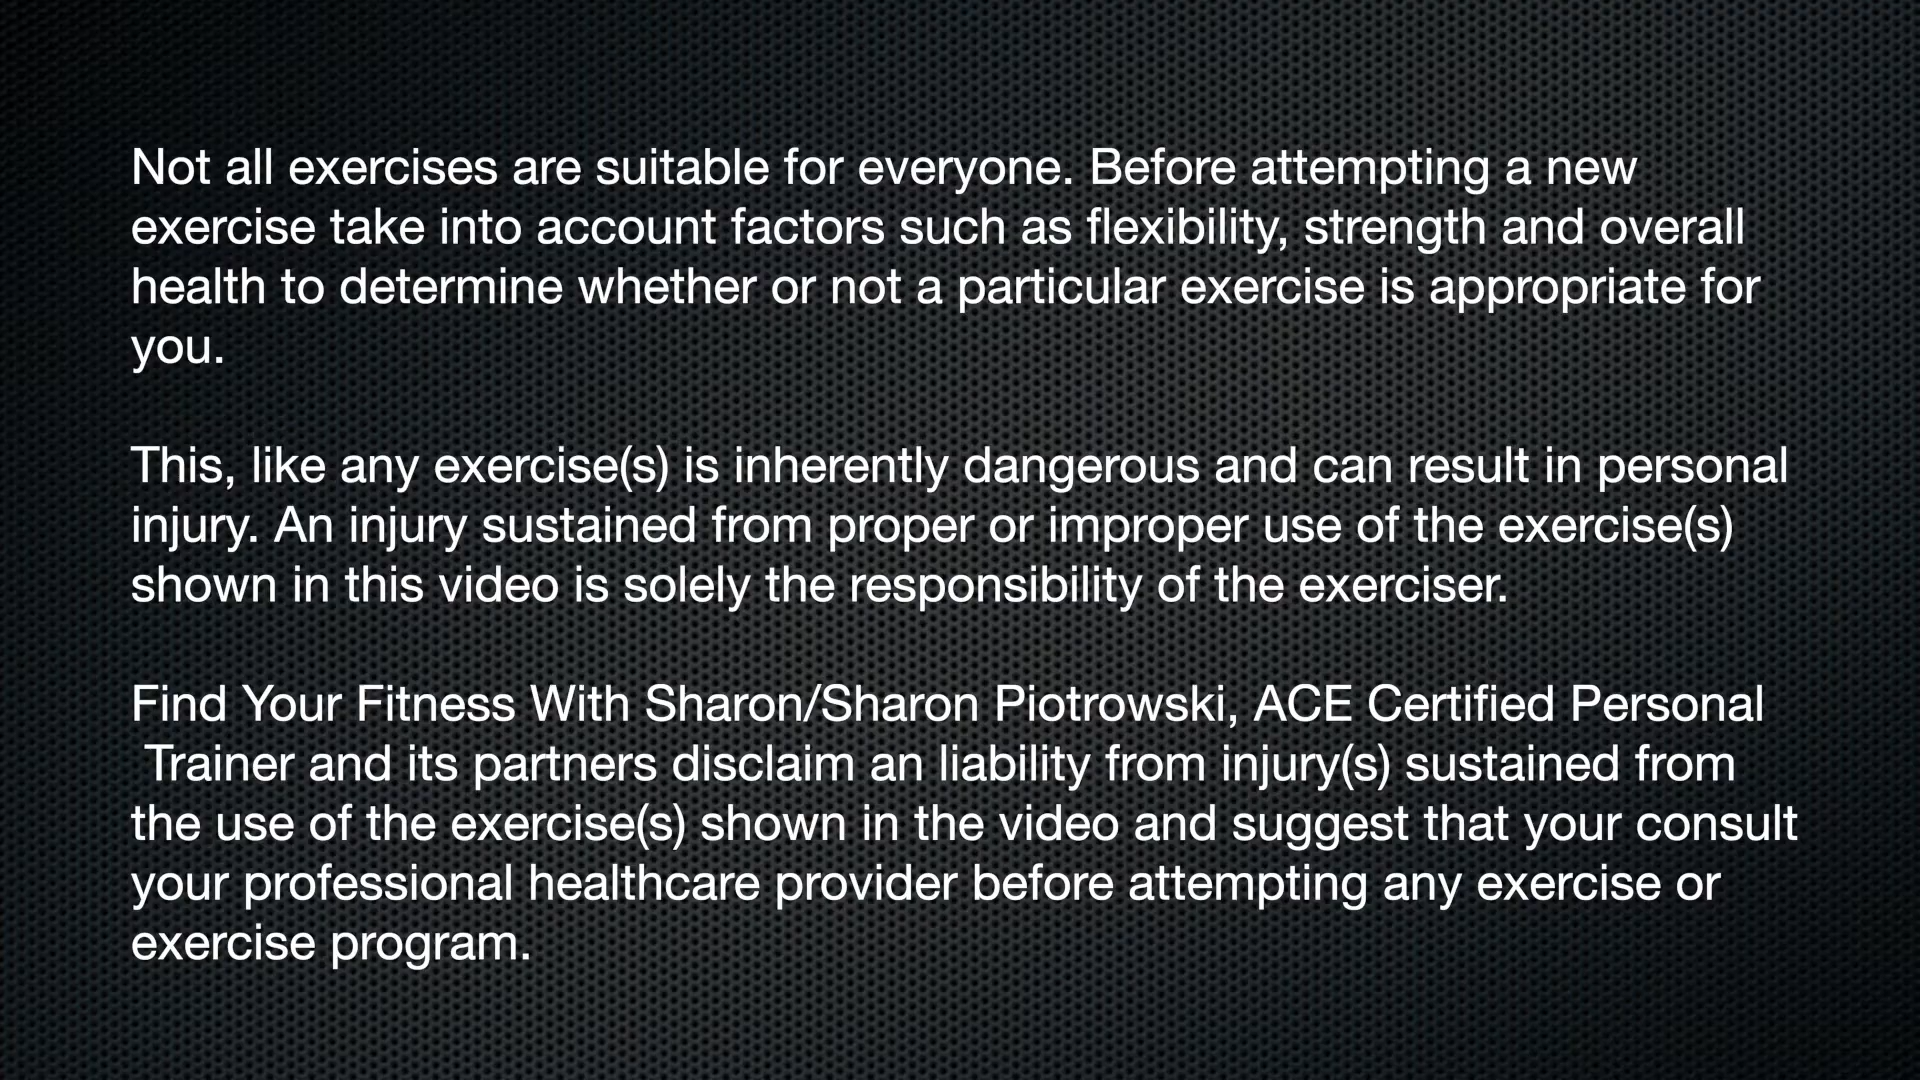 Not all exercises are suitable for everyone. Before attempting a new
exercise take into account factors such as flexibility, strength and overall
health to determine whether or not a particular exercise is appropriate for
you.
This, like any exercise(s) is inherently dangerous and can result in personal
injury. An injury sustained from proper or improper use of the exercise(s)
shown in this video is solely the responsibility of the exerciser.
Find Your Fitness With Sharon/Sharon Piotrowski, ACE Certified Personal
Trainer and its partners disclaim an liability from injury(s) sustained from
the use of the exercise(s) shown in the video and suggest that your consult
your professional healthcare provider before attempting any exercise or
exercise program.